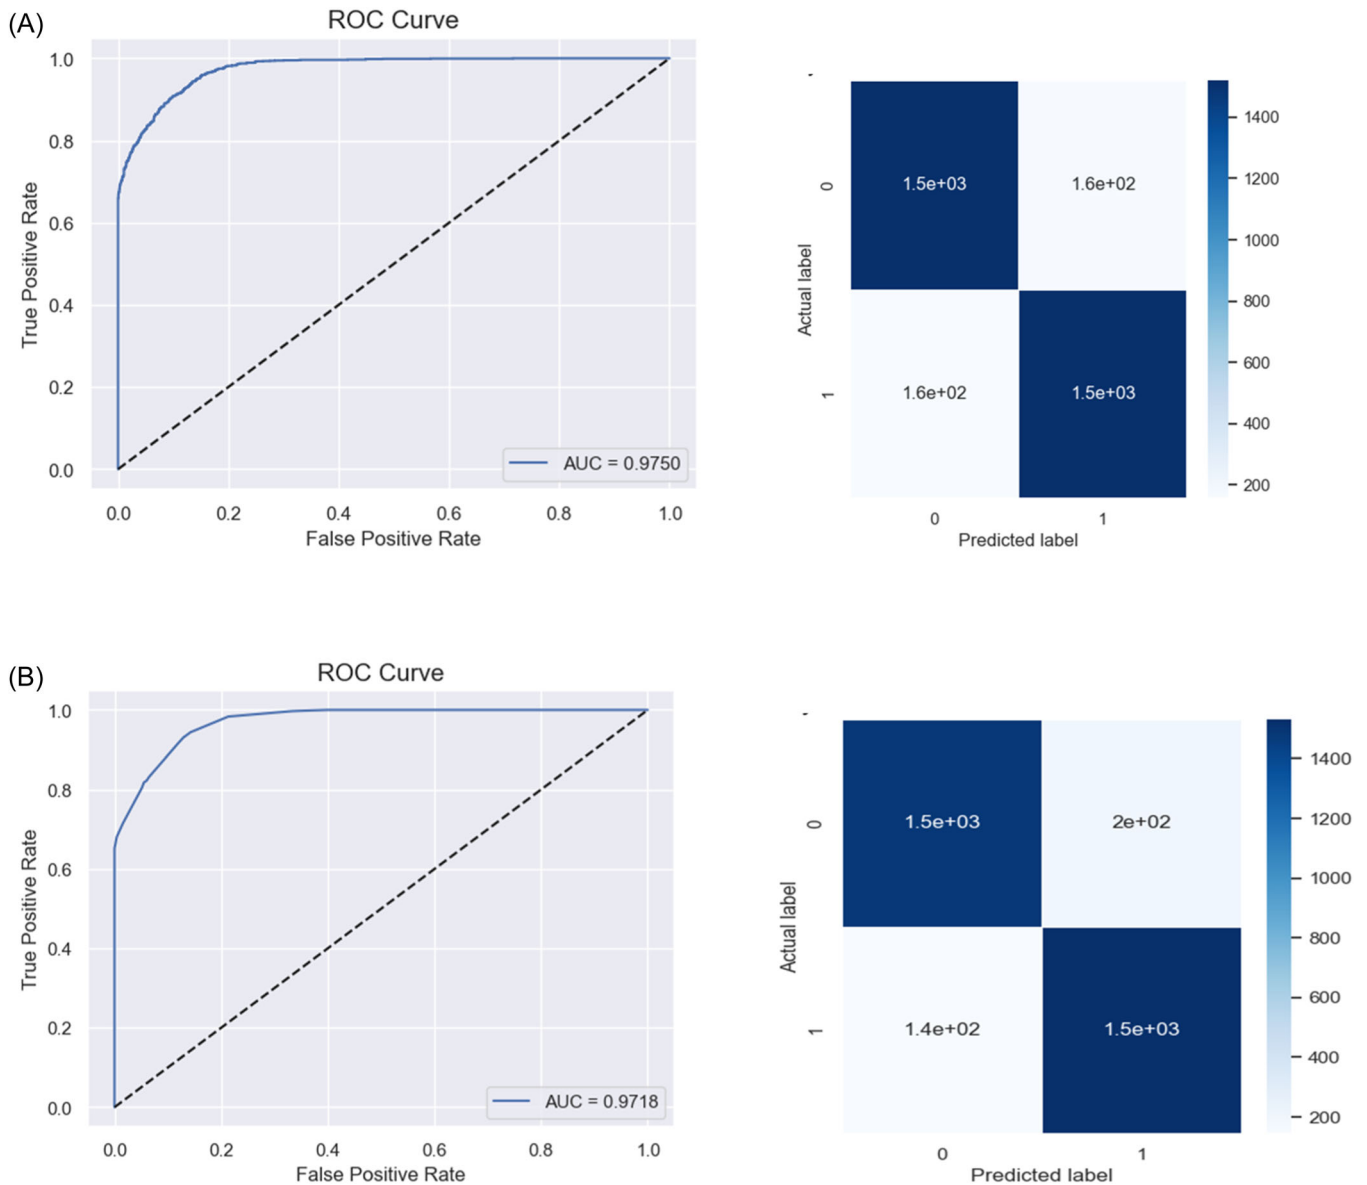 (A)
ROC Curve
True Positive Rate
1.0
0.8
0.6
0.4
0.2
0.0
AUC = 0.9750
0.0 0.2 0.4 0.6 0.8 1.0
False Positive Rate
Actual label
0
1
1.5e+03 1.6e+02
1.6e+02 1.5e+03
0 1
Predicted label
1400
1200
1000
800
600
400
200
(B)
ROC Curve
True Positive Rate
1.0
0.8
0.6
0.4
0.2
0.0
AUC = 0.9718
0.0 0.2 0.4 0.6 0.8 1.0
False Positive Rate
Actual label
0
1
1.5e+03 2e+02
1.4e+02 1.5e+03
0 1
Predicted label
1400
1200
1000
800
600
400
200